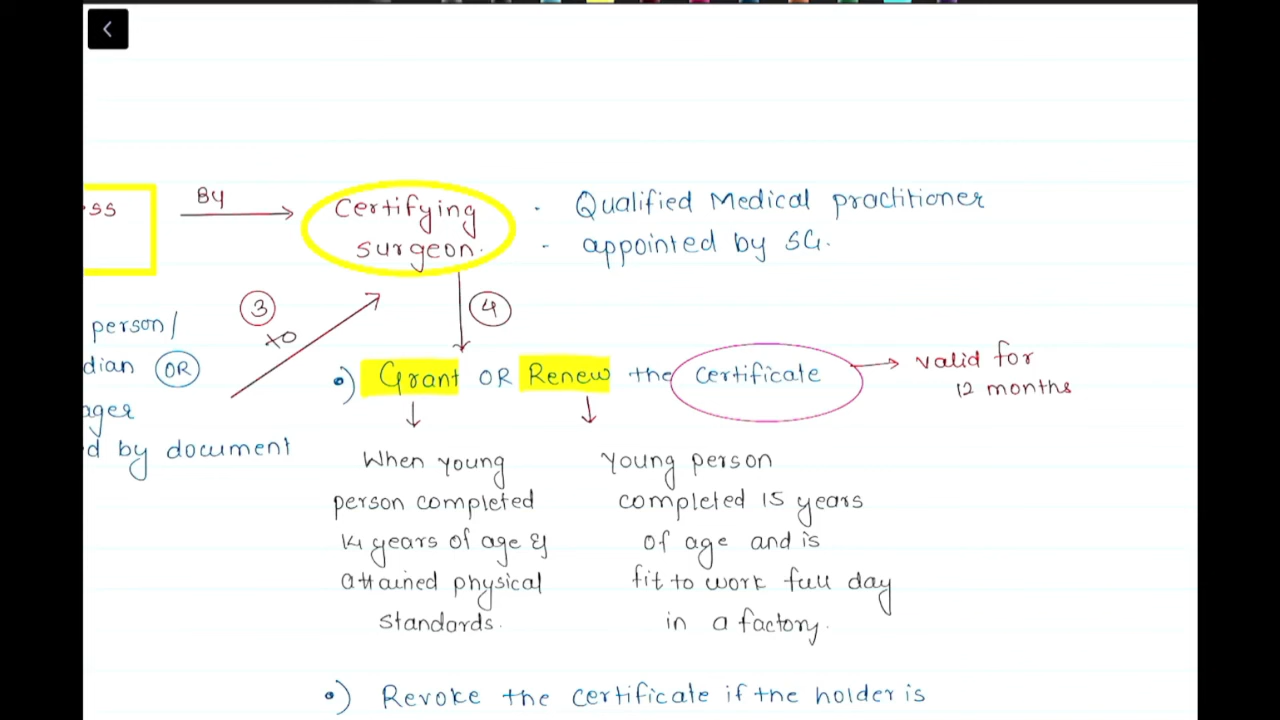 ss
By
certifying
surgeon.
- Qualified Medical practitioner
- appointed by SG.
person/
dian OR
ager
d by document
3
to
4
•) Grant OR Renew the certificate
valid for
12 months
When young
person completed
14 years of age &
attained physical
standards.
Young person
completed 15 years
of age and is
fit to work full day
in a factory.
•) Revoke the certificate if the holder is